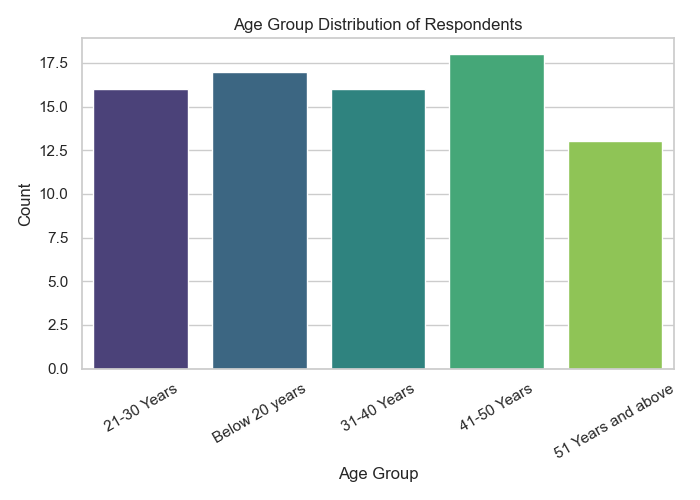 Age Group Distribution of Respondents
Count
17.5
15.0
12.5
10.0
7.5
5.0
2.5
0.0
21-30 Years
Below 20 years
31-40 Years
41-50 Years
51 Years and above
Age Group